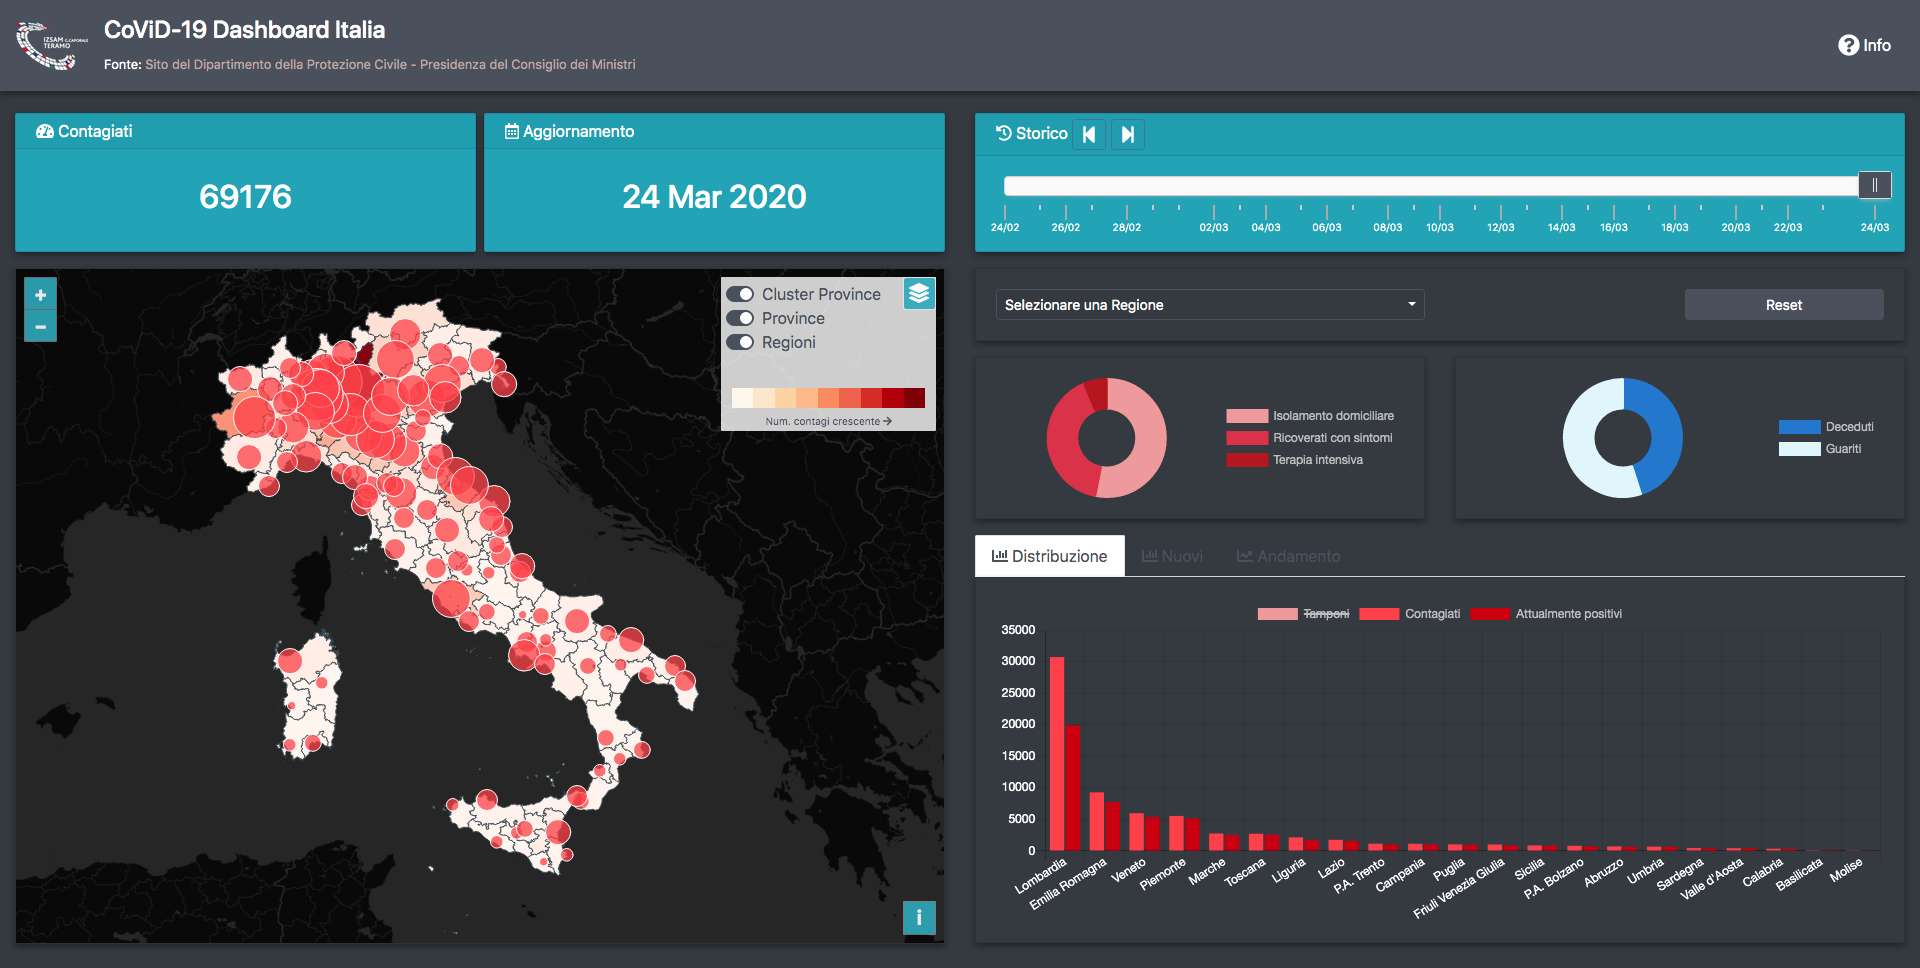 IZSAM G.CAPORALE
TERAMO
CoViD-19 Dashboard Italia
Fonte: Sito del Dipartimento della Protezione Civile - Presidenza del Consiglio dei Ministri
? Info
Contagiati
69176
Aggiornamento
24 Mar 2020
Storico
24/02 26/02 28/02 02/03 04/03 06/03 08/03 10/03 12/03 14/03 16/03 18/03 20/03 22/03 24/03
+
−
Cluster Province
Province
Regioni
Num. contagi crescente →
i
Selezionare una Regione
Reset
Isolamento domiciliare
Ricoverati con sintomi
Terapia intensiva
Deceduti
Guariti
Distribuzione
Nuovi
Andamento
Tamponi Contagiati Attualmente positivi
35000
30000
25000
20000
15000
10000
5000
0
Lombardia
Emilia Romagna
Veneto
Piemonte
Marche
Toscana
Liguria
Lazio
P.A. Trento
Campania
Puglia
Friuli Venezia Giulia
Sicilia
P.A. Bolzano
Abruzzo
Umbria
Sardegna
Valle d'Aosta
Calabria
Basilicata
Molise